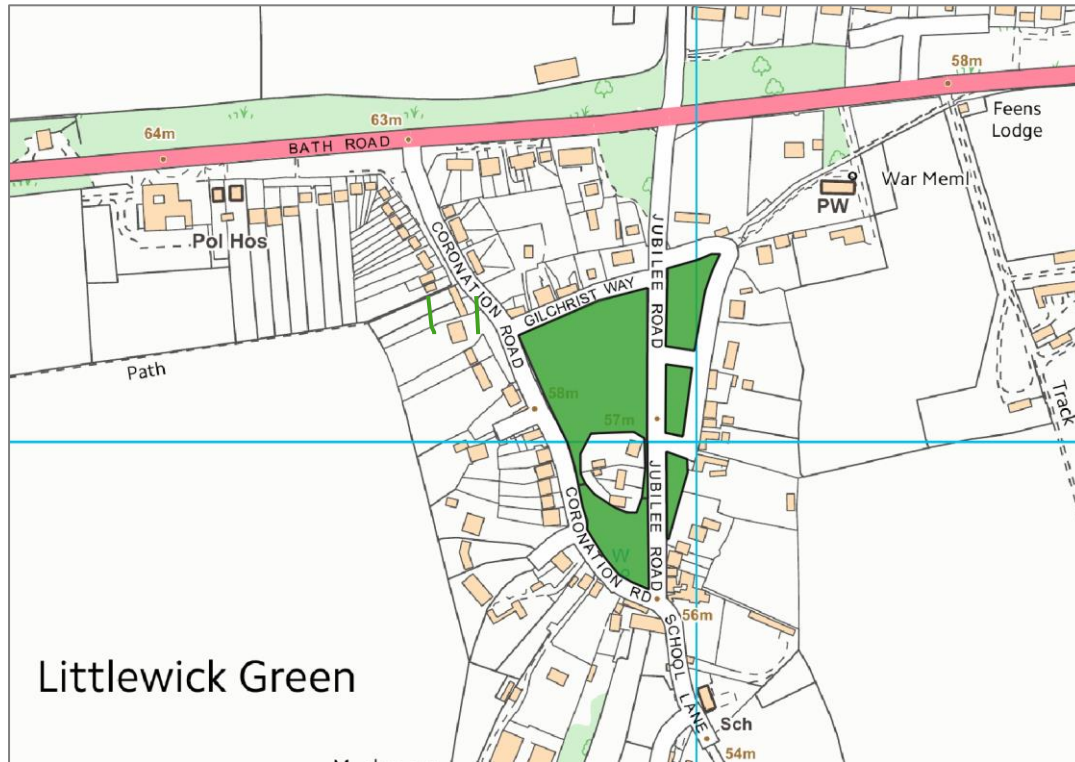 58m
63m
64m
BATH ROAD
Feens
Lodge
War Meml
PW
Pol Hos
CORONATION ROAD
JUBILEE ROAD
GILCHRIST WAY
Path
Track
58m
57m
JUBILEE ROAD
CORONATION RD
W
56m
SCHOOL LANE
Littlewick Green
Sch
54m